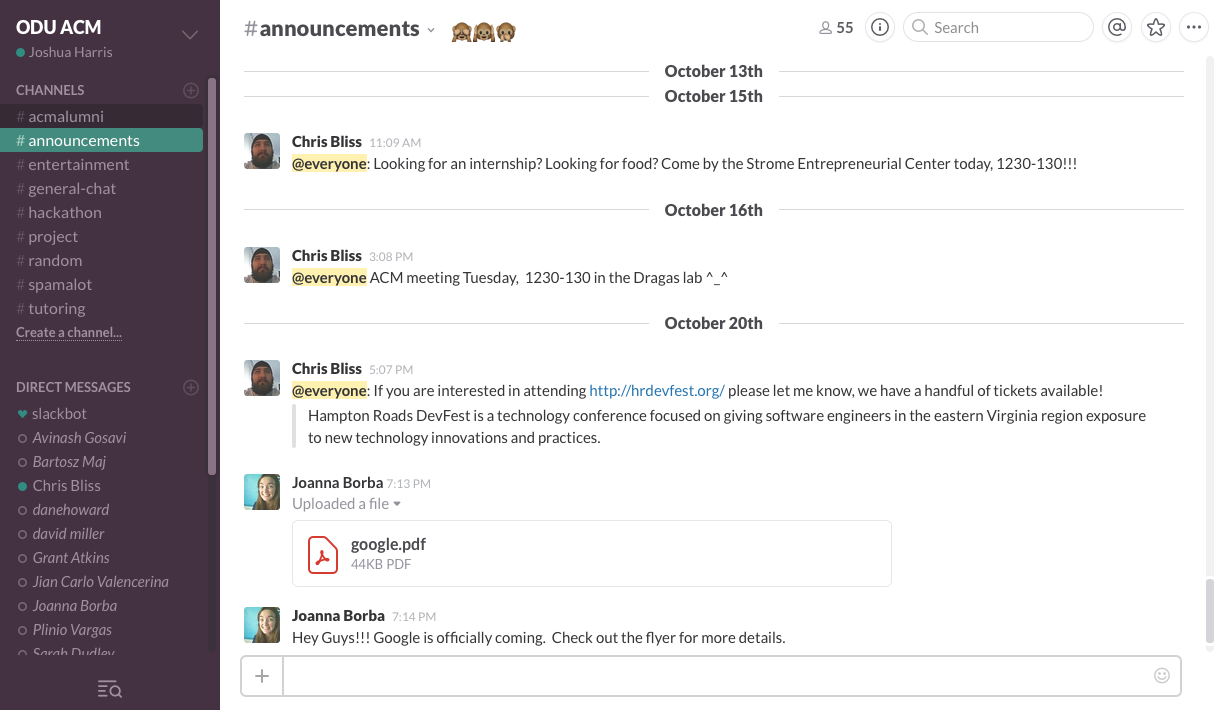 ODU ACM
Joshua Harris
CHANNELS
# acmalumni
# announcements
# entertainment
# general-chat
# hackathon
# project
# random
# spamalot
# tutoring
Create a channel...
DIRECT MESSAGES
slackbot
Avinash Gosavi
Bartosz Maj
Chris Bliss
danehoward
david miller
Grant Atkins
Jian Carlo Valencerina
Joanna Borba
Plinio Vargas
Sarah Dudley
#announcements
55
Search
October 13th
October 15th
Chris Bliss 11:09 AM
@everyone: Looking for an internship? Looking for food? Come by the Strome Entrepreneurial Center today, 1230-130!!!
October 16th
Chris Bliss 3:08 PM
@everyone ACM meeting Tuesday,  1230-130 in the Dragas lab ^_^
October 20th
Chris Bliss 5:07 PM
@everyone: If you are interested in attending http://hrdevfest.org/ please let me know, we have a handful of tickets available!
Hampton Roads DevFest is a technology conference focused on giving software engineers in the eastern Virginia region exposure
to new technology innovations and practices.
Joanna Borba 7:13 PM
Uploaded a file
google.pdf
44KB PDF
Joanna Borba 7:14 PM
Hey Guys!!! Google is officially coming.  Check out the flyer for more details.